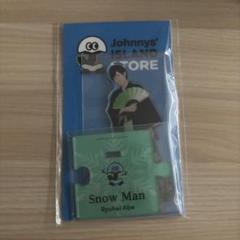 Johnnys'
ISLAND
STORE
Snow Man
Ryohei Abe